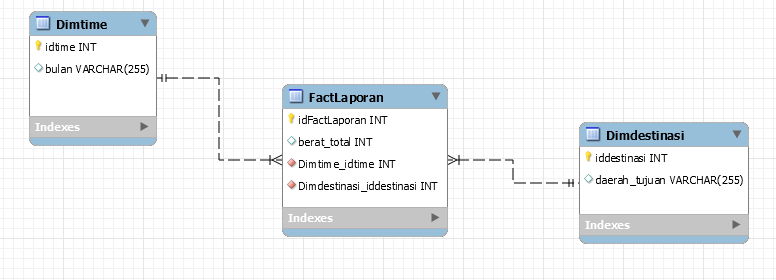 Dimtime
idtime INT
bulan VARCHAR(255)
Indexes
FactLaporan
idFactLaporan INT
berat_total INT
Dimtime_idtime INT
Dimdestinasi_iddestinasi INT
Indexes
Dimdestinasi
iddestinasi INT
daerah_tujuan VARCHAR(255)
Indexes